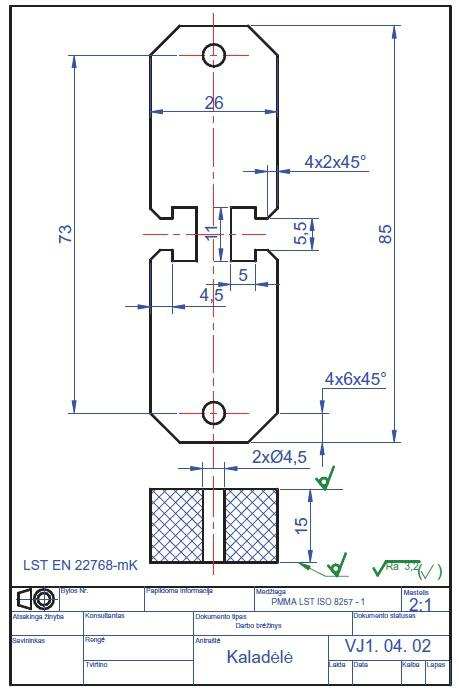 26
4x2x45°
73
11
5,5
85
5
4,5
4x6x45°
2xØ4,5
15
LST EN 22768-mK
Ra 3,2 (√)
Bylos Nr.
Papildoma informacija
Medžiaga
PMMA LST ISO 8257 - 1
Mastelis
2:1
Atsakinga žinyba
Konsultantas
Dokumento tipas
Darbo brėžinys
Dokumento statusas
Savininkas
Rengė
Tvirtino
Antraštė
Kaladėlė
VJ1. 04. 02
Laida Data Kalba Lapas